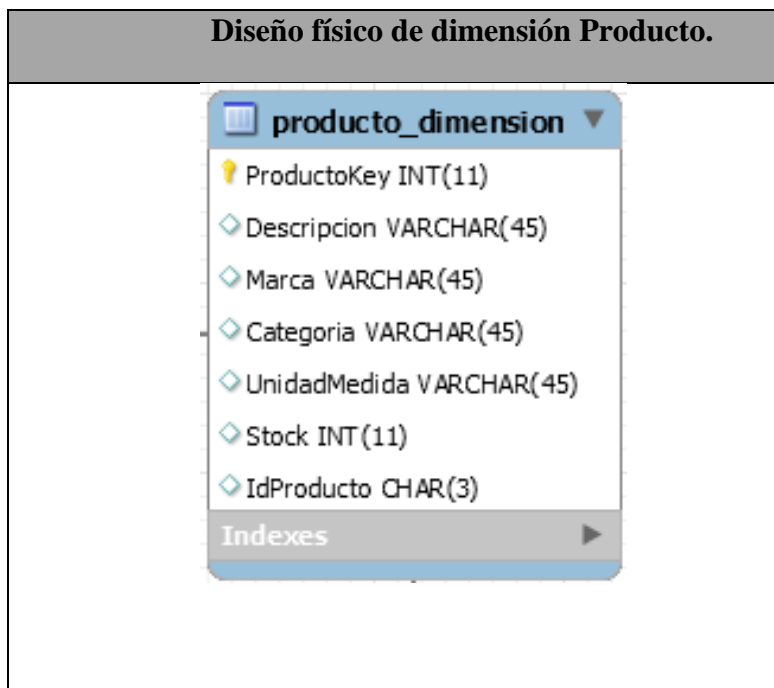 Diseño físico de dimensión Producto.
producto_dimension
ProductoKey INT(11)
Descripcion VARCHAR(45)
Marca VARCHAR(45)
Categoria VARCHAR(45)
UnidadMedida VARCHAR(45)
Stock INT(11)
IdProducto CHAR(3)
Indexes